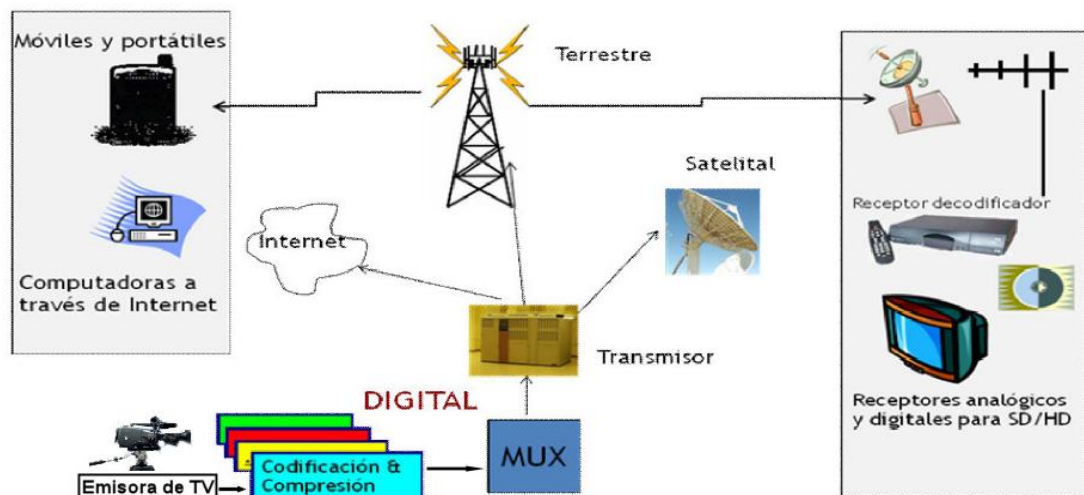 Móviles y portátiles
Terrestre
Satelital
Receptor decodificador
Internet
Computadoras a
través de Internet
Transmisor
Receptores analógicos
y digitales para SD/HD
DIGITAL
MUX
Codificación &
Compresión
Emisora de TV